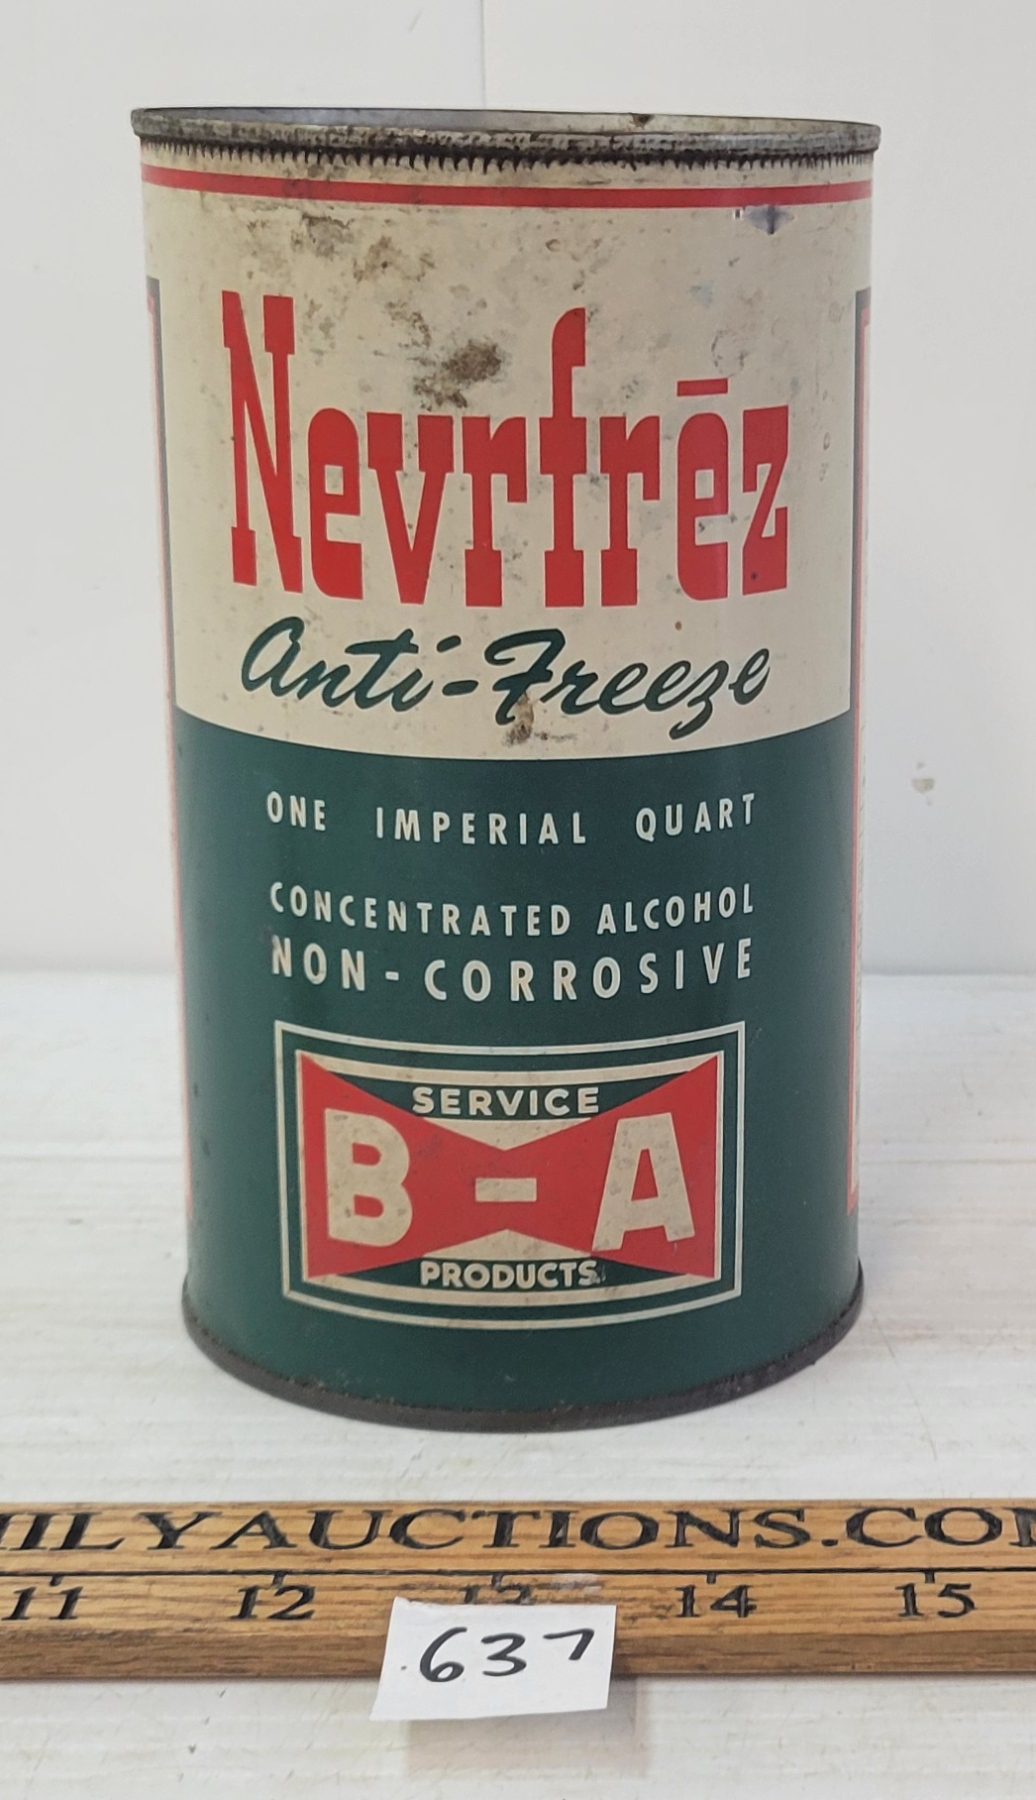 Nevrfrēz
Anti-Freeze
ONE IMPERIAL QUART
CONCENTRATED ALCOHOL
NON-CORROSIVE
SERVICE
B-A
PRODUCTS
ILYAUCTIONS.CO
11 12 13 14 15
637